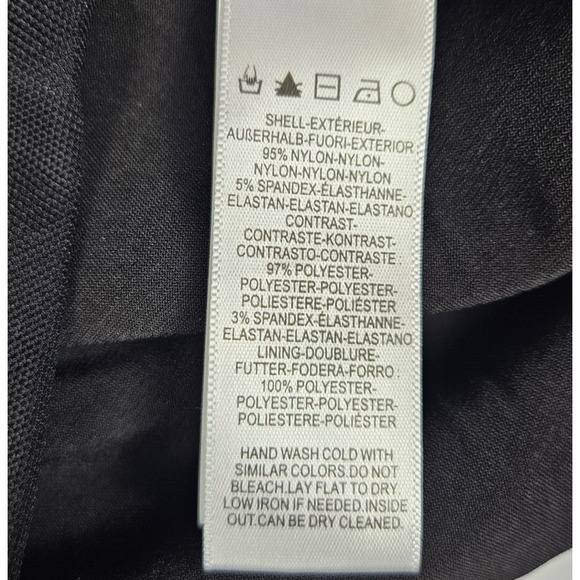 SHELL-EXTÉRIEUR-
AUßERHALB-FUORI-EXTERIOR :
95% NYLON-NYLON-
NYLON-NYLON-NYLON
5% SPANDEX-ÉLASTHANNE-
ELASTAN-ELASTAN-ELASTANO
CONTRAST-
CONTRASTE-KONTRAST-
CONTRASTO-CONTRASTE :
97% POLYESTER-
POLYESTER-POLYESTER-
POLIESTERE-POLIÉSTER
3% SPANDEX-ÉLASTHANNE-
ELASTAN-ELASTAN-ELASTANO
LINING-DOUBLURE-
FUTTER-FODERA-FORRO :
100% POLYESTER-
POLYESTER-POLYESTER-
POLIESTERE-POLIÉSTER
HAND WASH COLD WITH
SIMILAR COLORS.DO NOT
BLEACH.LAY FLAT TO DRY
LOW IRON IF NEEDED.INSIDE
OUT.CAN BE DRY CLEANED.